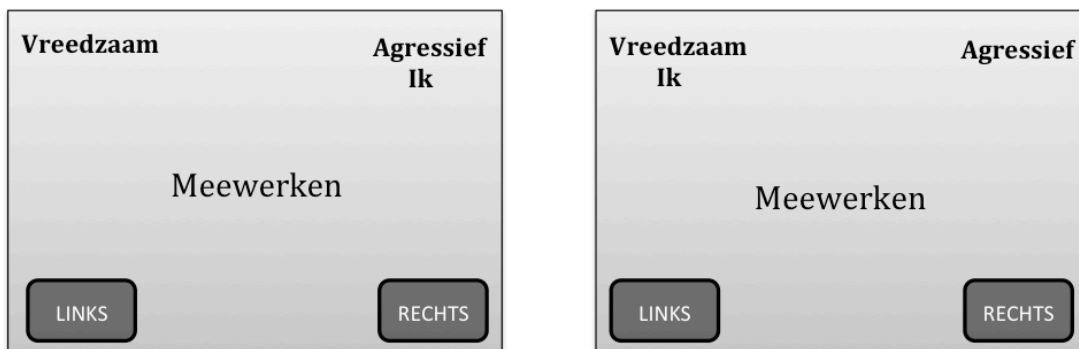 Vreedzaam
Agressief
Ik
Meewerken
LINKS
RECHTS
Vreedzaam
Ik
Agressief
Meewerken
LINKS
RECHTS